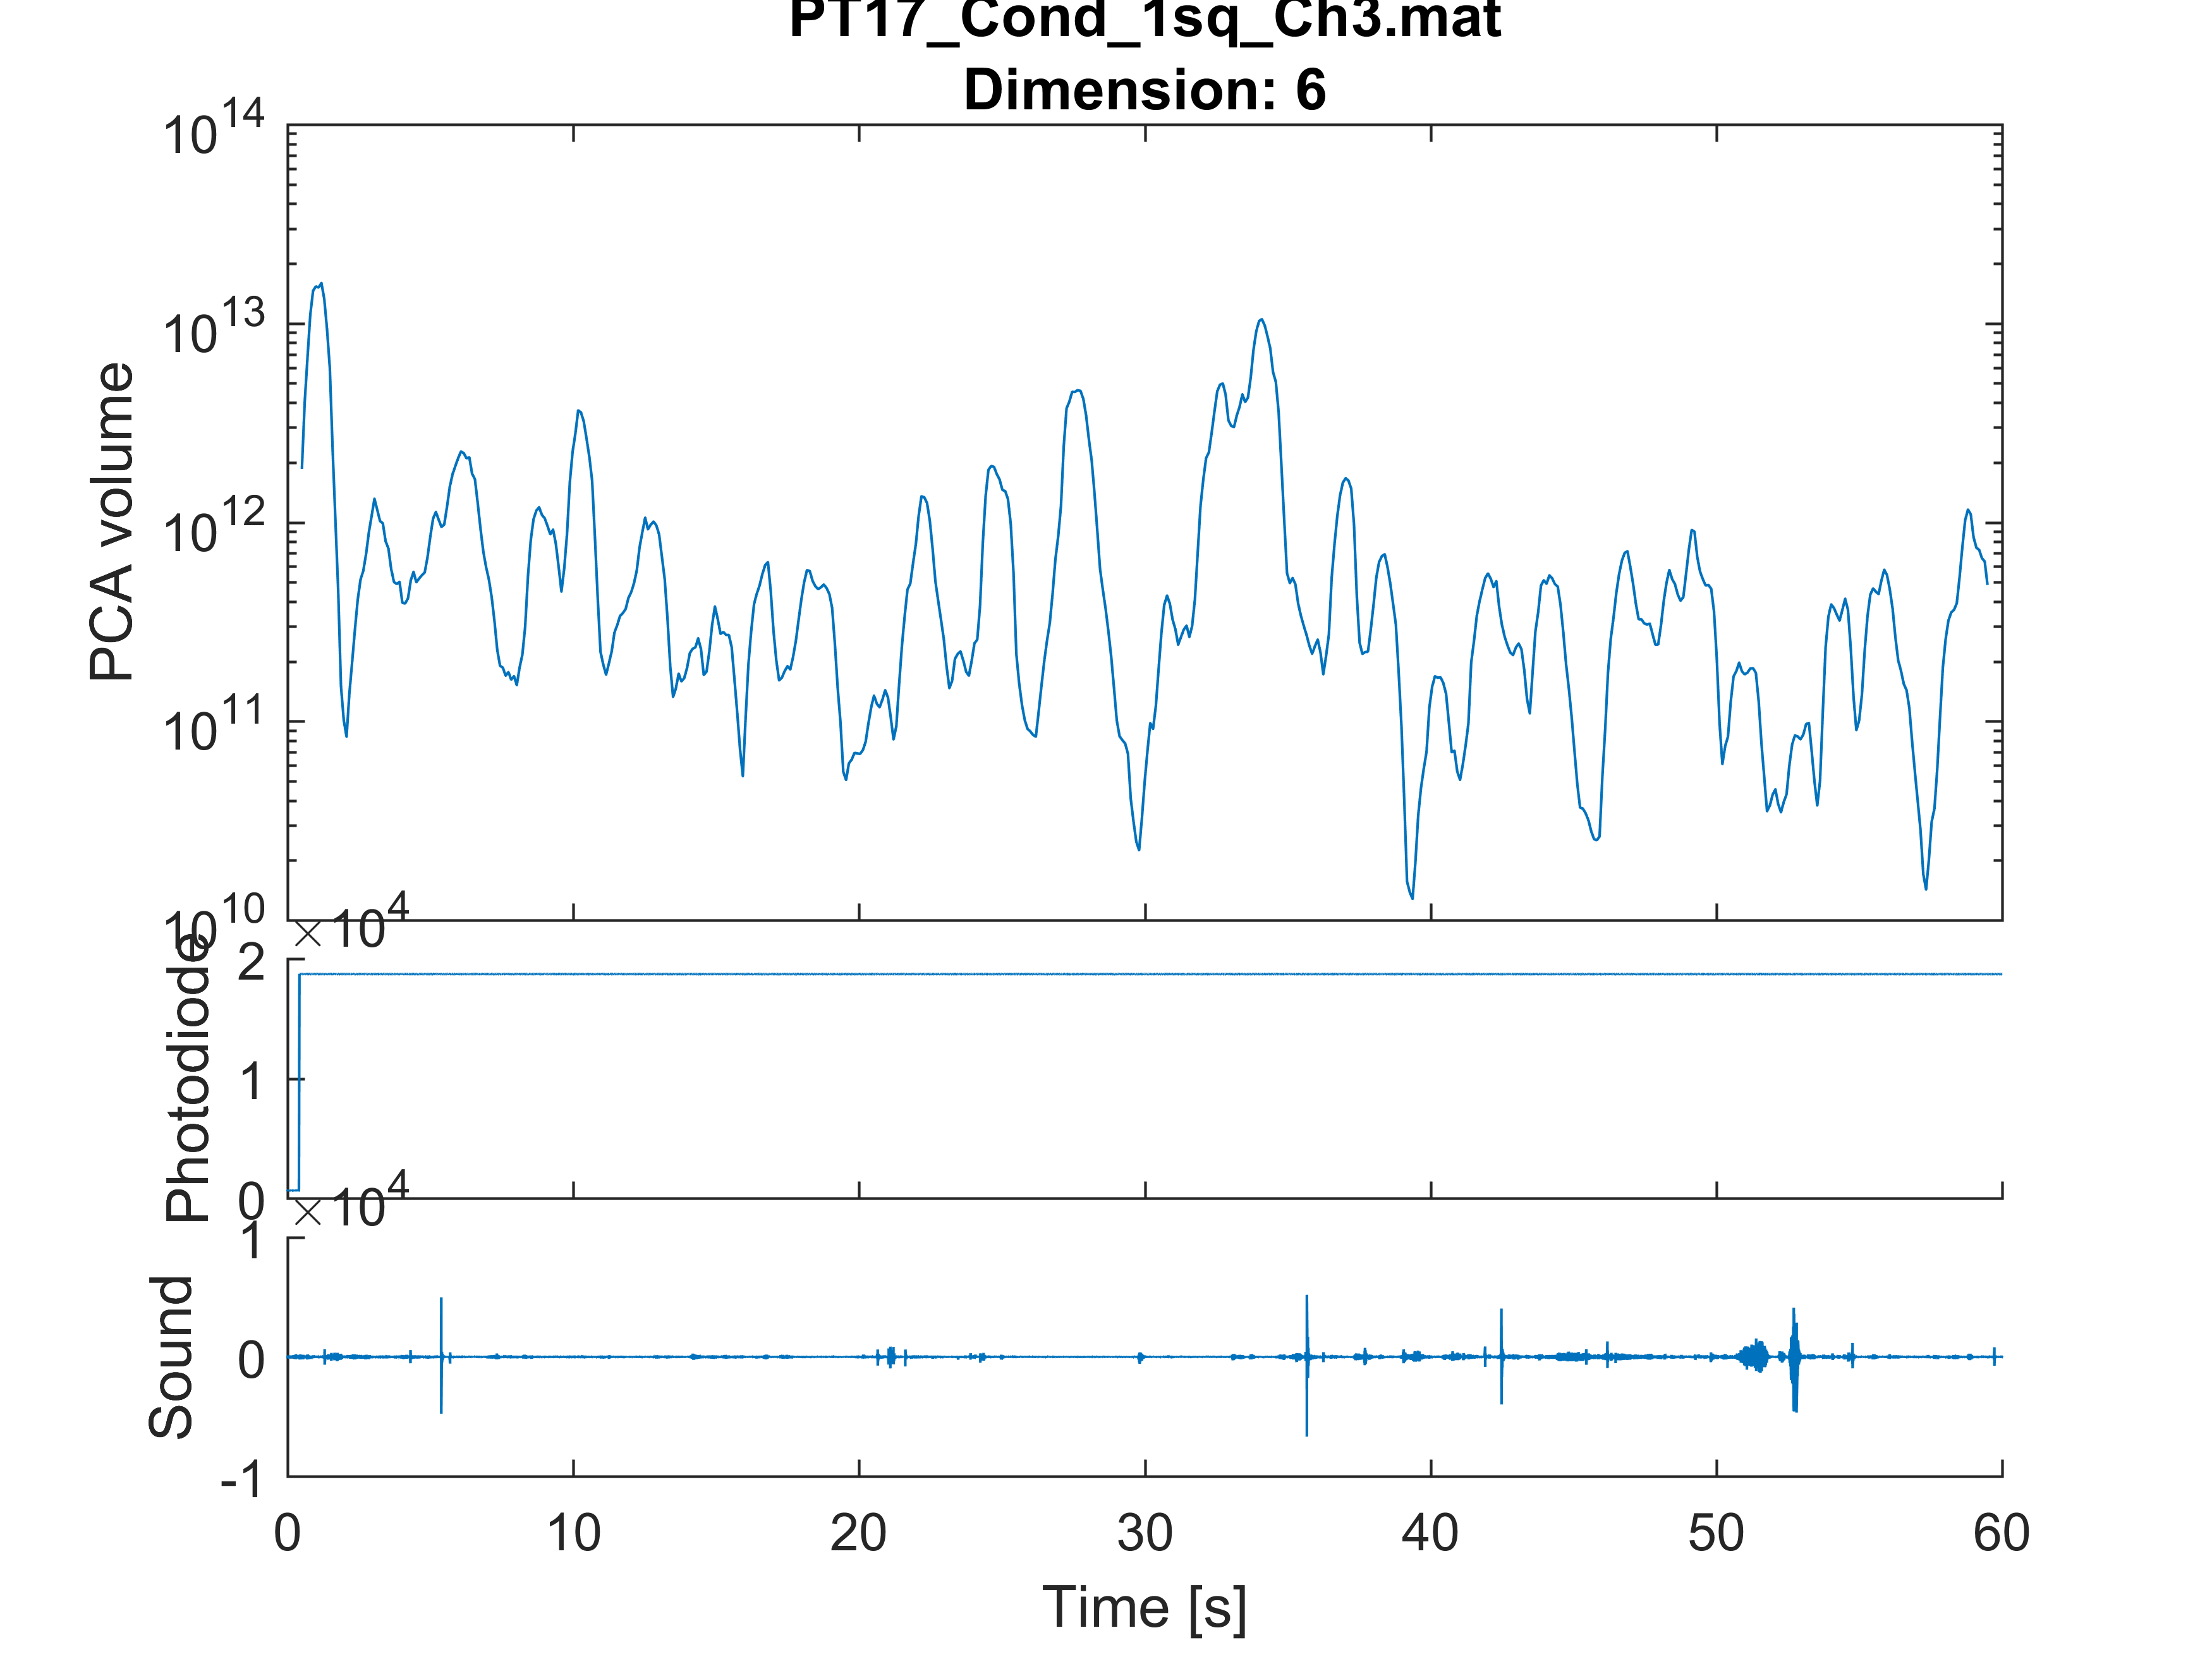 PT17_Cond_1sq_Ch3.mat
Dimension: 6
10^14
10^13
10^12
10^11
10^10
PCA volume
× 10^4
2
1
0
Photodiode
× 10^4
1
0
-1
Sound
0 10 20 30 40 50 60
Time [s]